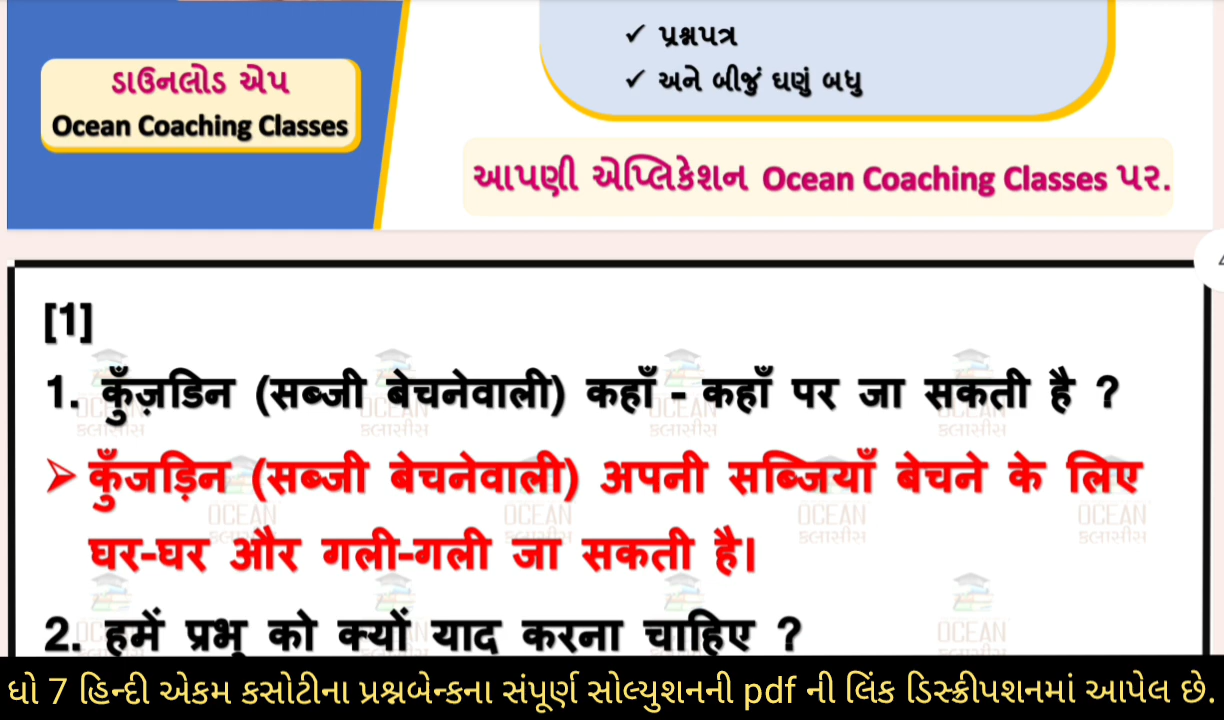 ડાઉનલોડ એપ
Ocean Coaching Classes
✓ પ્રશ્નપત્ર
✓ અને બીજું ઘણું બધુ
આપણી એપ્લિકેશન Ocean Coaching Classes પર.
[1]
1. कुँज़डिन (सब्जी बेचनेवाली) कहाँ - कहाँ पर जा सकती है ?
➢ कुँजड़िन (सब्जी बेचनेवाली) अपनी सब्जियाँ बेचने के लिए
घर-घर और गली-गली जा सकती है।
2. हमें प्रभु को क्यों याद करना चाहिए ?
ધો 7 હિન્દી એકમ કસોટીના પ્રશ્નબેન્કના સંપૂર્ણ સોલ્યુશનની pdf ની લિંક ડિસ્ક્રીપશનમાં આપેલ છે.